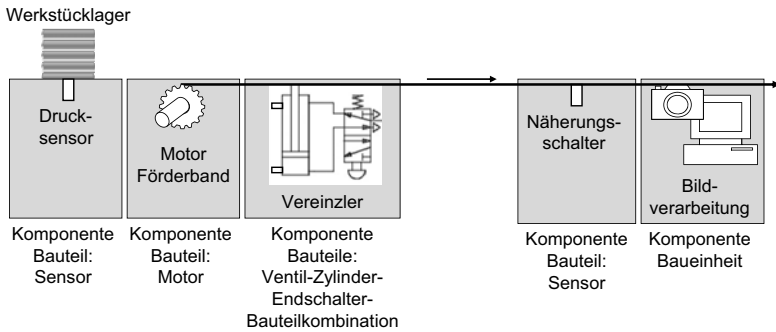 Werkstücklager
Druck-
sensor
Motor
Förderband
Vereinzler
Näherungs-
schalter
Bild-
verarbeitung
Komponente
Bauteil:
Sensor
Komponente
Bauteil:
Motor
Komponente
Bauteile:
Ventil-Zylinder-
Endschalter-
Bauteilkombination
Komponente
Bauteil:
Sensor
Komponente
Baueinheit